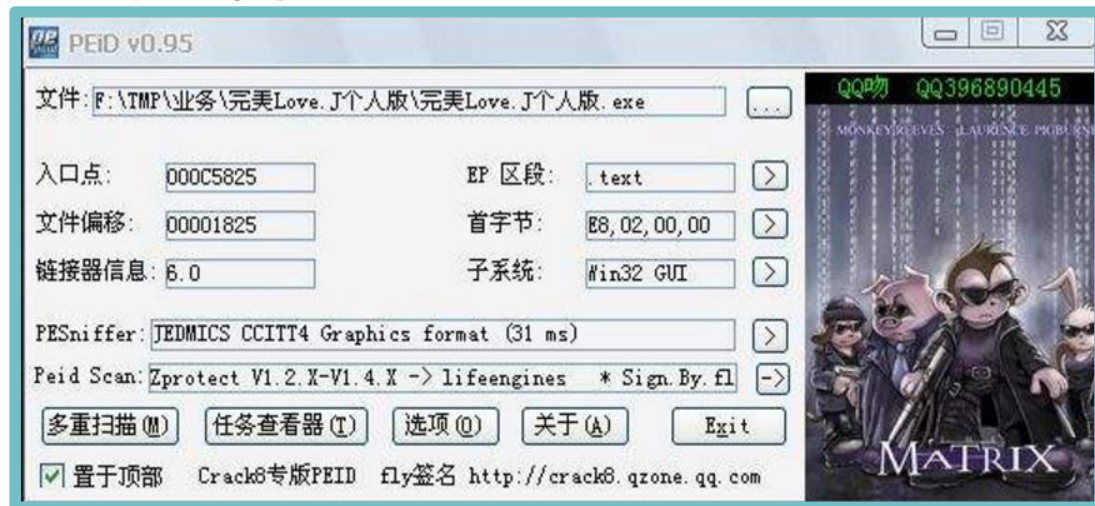 PEiD v0.95
文件: F:\TMP\业务\完美Love.J个人版\完美Love.J个人版.exe ...
QQ吻 QQ396890445
MONKEY REEVES LAURENCE PIGBURNE
入口点: 000C5825 EP 区段: .text >
文件偏移: 00001825 首字节: E8,02,00,00 >
链接器信息: 6.0 子系统: Win32 GUI >
PESniffer: JEDMICS CCITT4 Graphics format (31 ms) >
Peid Scan: Zprotect V1.2.X-V1.4.X -> lifeengines * Sign.By.fl ->
多重扫描(M) 任务查看器(T) 选项(O) 关于(A) Exit
置于顶部 Crack8专版PEID fly签名 http://crack8.qzone.qq.com
MATRIX